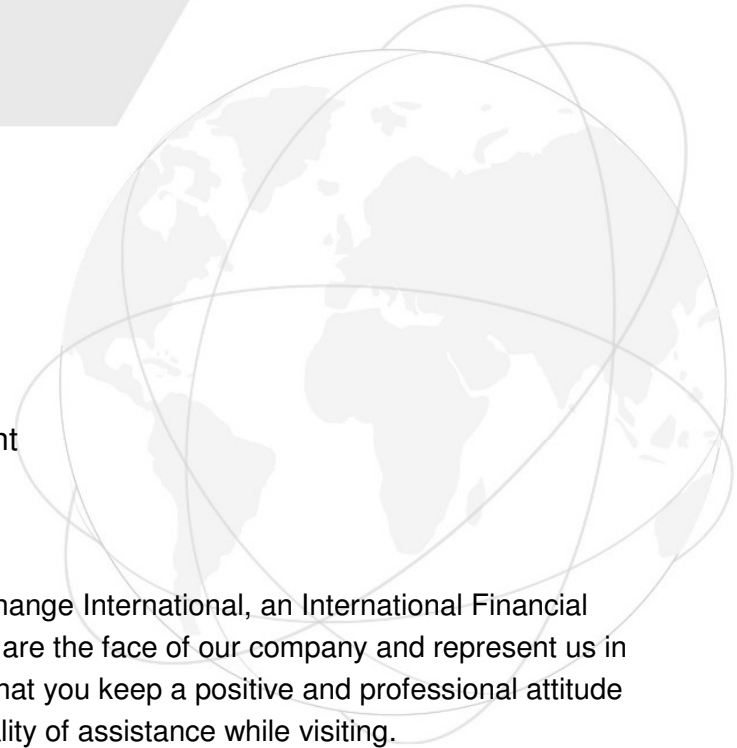 nt
hange International, an International Financial
are the face of our company and represent us in
hat you keep a positive and professional attitude
lity of assistance while visiting.